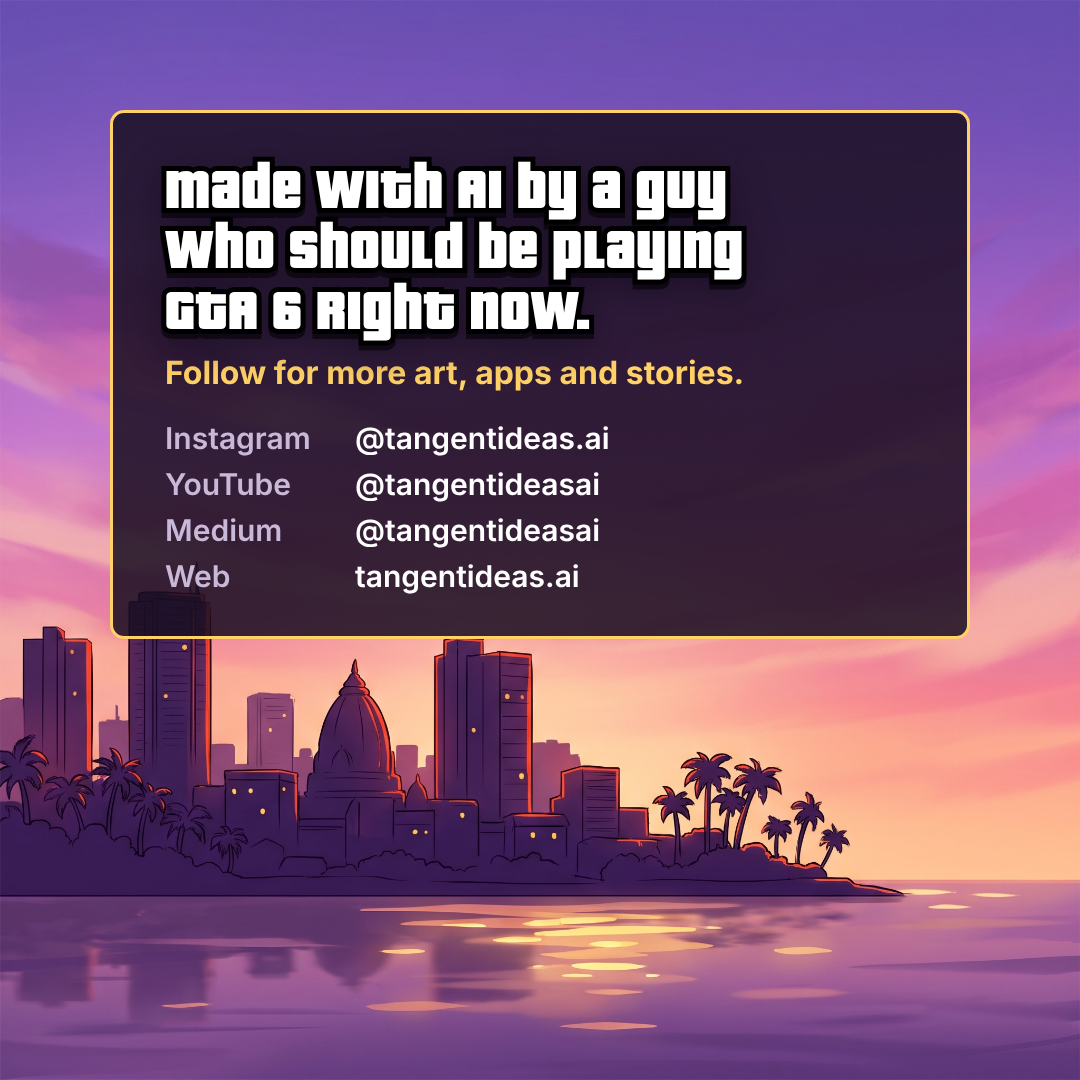 made with AI by a guy
who should be playing
GTA 6 Right now.
Follow for more art, apps and stories.
Instagram @tangentideas.ai
YouTube @tangentideasai
Medium @tangentideasai
Web tangentideas.ai